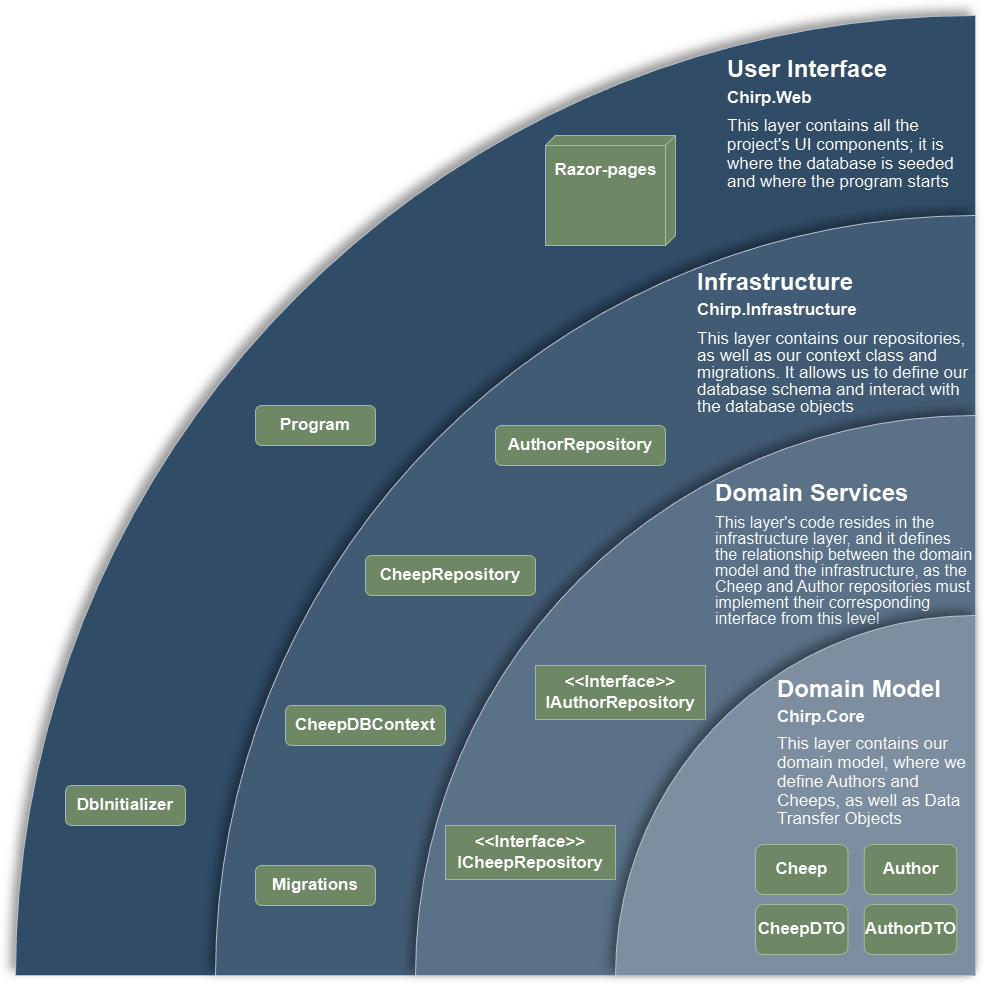 User Interface
Chirp.Web
This layer contains all the
project's UI components; it is
where the database is seeded
and where the program starts
Razor-pages
Program
DbInitializer
Infrastructure
Chirp.Infrastructure
This layer contains our repositories,
as well as our context class and
migrations. It allows us to define our
database schema and interact with
the database objects
AuthorRepository
CheepRepository
CheepDBContext
Migrations
Domain Services
This layer's code resides in the
infrastructure layer, and it defines
the relationship between the domain
model and the infrastructure, as the
Cheep and Author repositories must
implement their corresponding
interface from this level
<<Interface>>
IAuthorRepository
<<Interface>>
ICheepRepository
Domain Model
Chirp.Core
This layer contains our
domain model, where we
define Authors and
Cheeps, as well as Data
Transfer Objects
Cheep
Author
CheepDTO
AuthorDTO